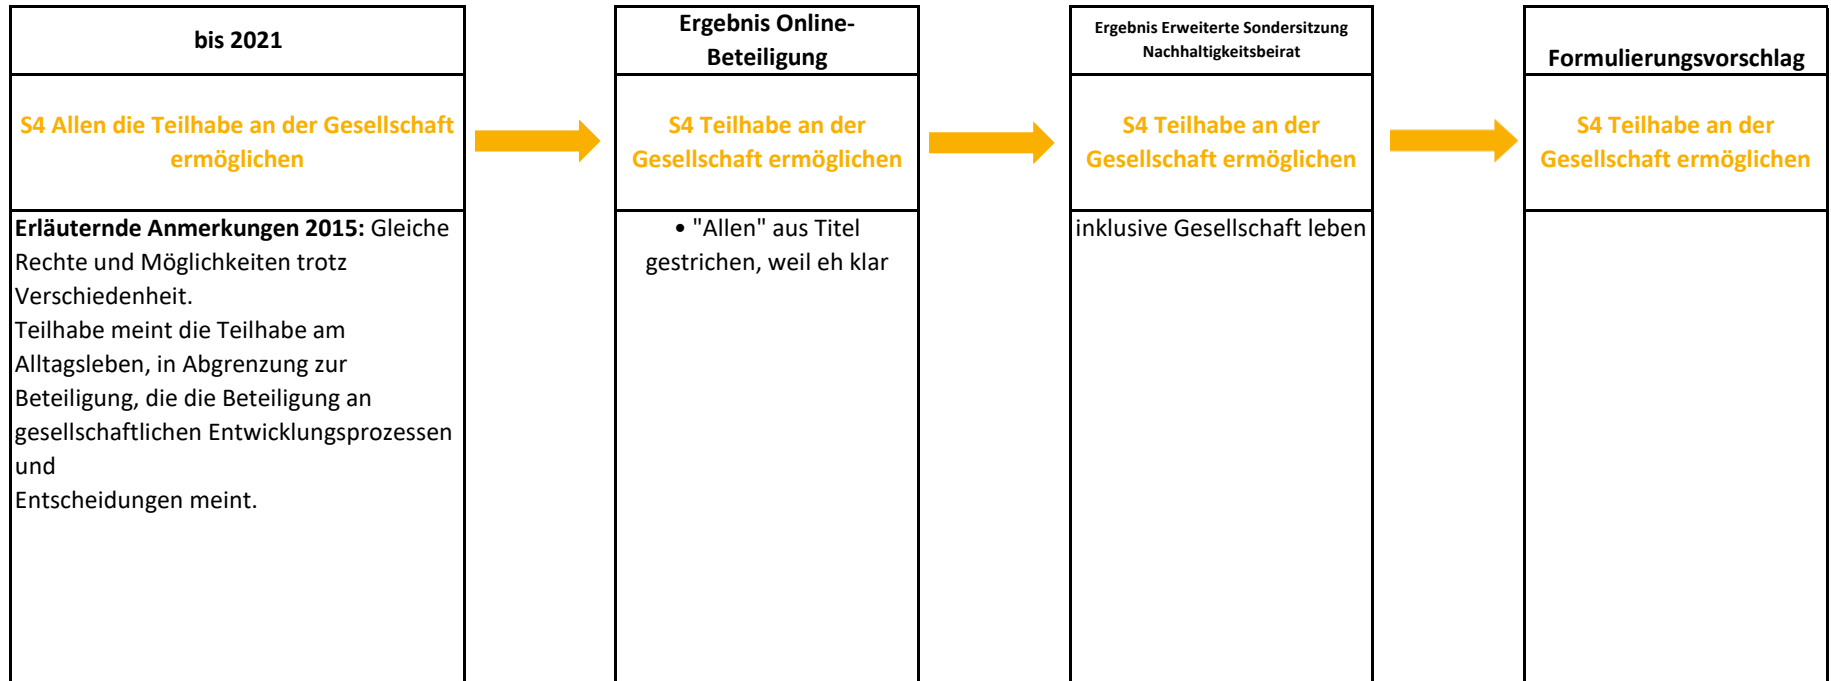 bis 2021
S4 Allen die Teilhabe an der Gesellschaft
ermöglichen
Erläuternde Anmerkungen 2015: Gleiche
Rechte und Möglichkeiten trotz
Verschiedenheit.
Teilhabe meint die Teilhabe am
Alltagsleben, in Abgrenzung zur
Beteiligung, die die Beteiligung an
gesellschaftlichen Entwicklungsprozessen
und
Entscheidungen meint.
Ergebnis Online-
Beteiligung
S4 Teilhabe an der
Gesellschaft ermöglichen
• "Allen" aus Titel
gestrichen, weil eh klar
Ergebnis Erweiterte Sondersitzung
Nachhaltigkeitsbeirat
S4 Teilhabe an der
Gesellschaft ermöglichen
inklusive Gesellschaft leben
Formulierungsvorschlag
S4 Teilhabe an der
Gesellschaft ermöglichen